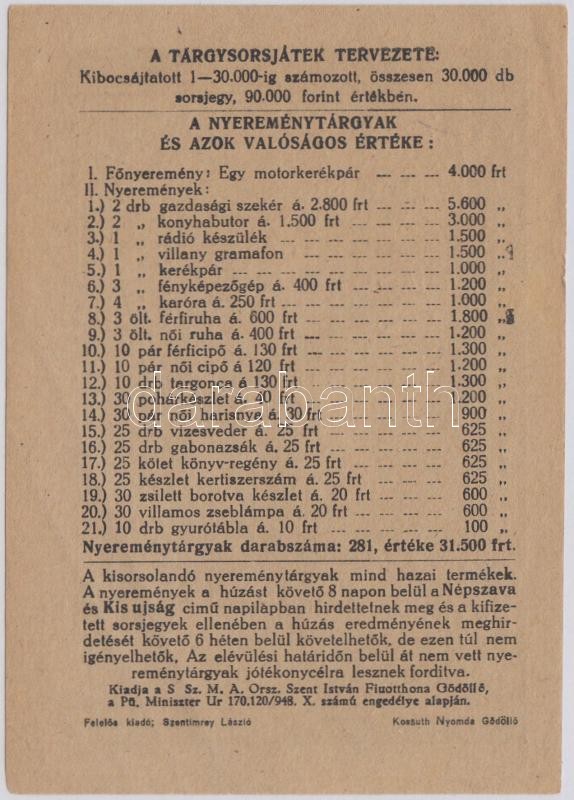 A TÁRGYSORSJÁTÉK TERVEZETE:
Kibocsájtatott 1—30.000-ig számozott, összesen 30.000 db
sorsjegy, 90.000 forint értékben.
A NYEREMÉNYTÁRGYAK
ÉS AZOK VALÓSÁGOS ÉRTÉKE :
I. Főnyeremény: Egy motorkerékpár — — — 4.000 frt
II. Nyeremények:
1.) 2 drb gazdasági szekér á. 2.800 frt — — — 5.600 „
2.) 2 „ konyhabutor á. 1.500 frt — — — — 3.000 „
3.) 1 „ rádió készülék — — — — — — 1.500 „
4.) 1 „ villany gramafon — — — — — 1.500 „
5.) 1 „ kerékpár — — — — — — — 1.000 „
6.) 3 „ fényképezőgép á. 400 frt — — — — 1.200 „
7.) 4 „ karóra á. 250 frt — — — — — — 1.000 „
8.) 3 ölt. férfiruha á. 600 frt — — — — — 1.800 „
9.) 3 ölt. női ruha á. 400 frt — — — — — 1.200 „
10.) 10 pár férficipő á. 130 frt — — — — — 1.300 „
11.) 10 pár női cipő á 120 frt — — — — — 1.200 „
12.) 10 drb targonca á 130 frt — — — — — 1.300 „
13.) 30 pohárkészlet á. 40 frt — — — — — 1.200 „
14.) 30 pár női harisnya á. 30 frt — — — — 900 „
15.) 25 drb vizesveder á. 25 frt — — — — 625 „
16.) 25 drb gabonazsák á. 25 frt — — — — 625 „
17.) 25 kötet könyv-regény á. 25 frt — — — 625 „
18.) 25 készlet kertiszerszám á. 25 frt — — — 625 „
19.) 30 zsilett borotva készlet á. 20 frt — — — 600 „
20.) 30 villamos zseblámpa á. 20 frt — — — 600 „
21.) 10 drb gyurótábla á. 10 frt — — — — 100 „
Nyereménytárgyak darabszáma: 281, értéke 31.500 frt.
A kisorsolandó nyereménytárgyak mind hazai termékek.
A nyeremények a húzást követő 8 napon belül a Népszava
és Kis ujság cimű napilapban hirdettetnek meg és a kifize-
tett sorsjegyek ellenében a húzás eredményének meghir-
detését követő 6 héten belül követelhetők, de ezen túl nem
igényelhetők. Az elévülési határidőn belül át nem vett nye-
reménytárgyak jótékonycélra lesznek forditva.
Kiadja a S Sz. M. A. Orsz. Szent István Fiuotthona Gödöllő,
a Pü. Miniszter Ur 170.120/948. X. számú engedélye alapján.
Felelős kiadó; Szentimrey László Kossuth Nyomda Gödöllő
darabanth